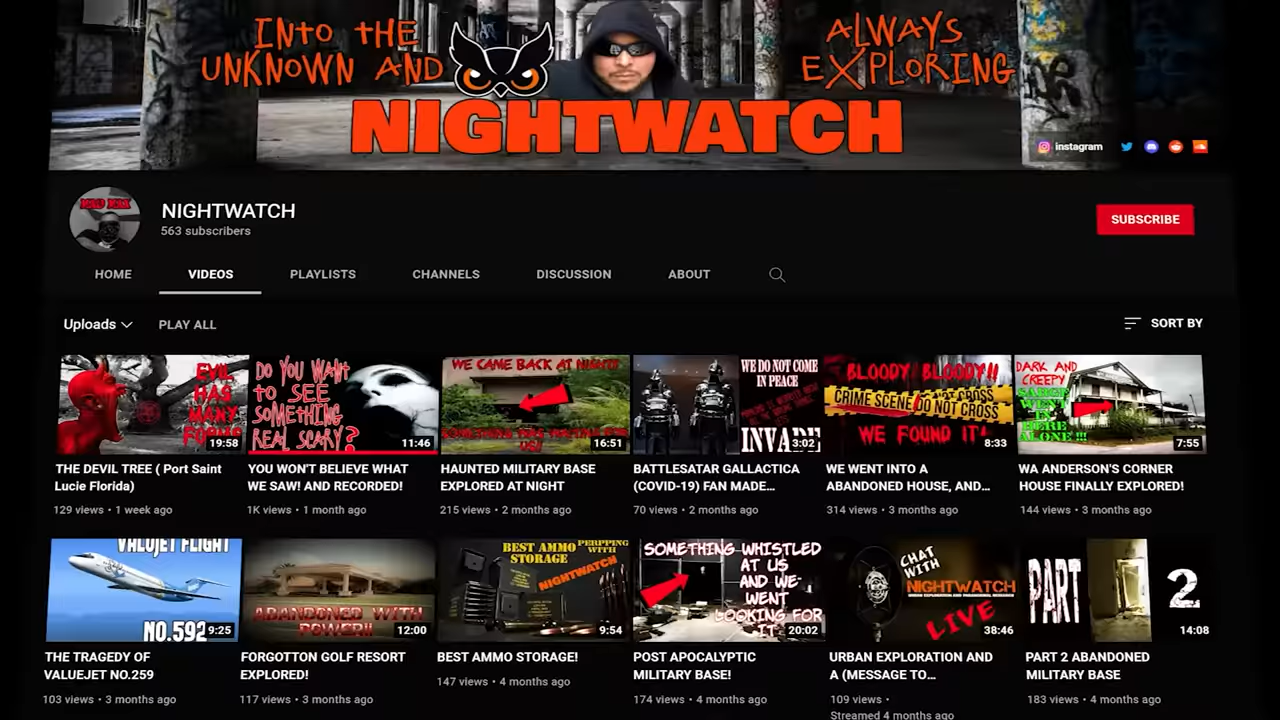 INTO THE
UNKNOWN AND
ALWAYS
EXPLORING
NIGHTWATCH
instagram
NIGHTWATCH
563 subscribers
SUBSCRIBE
HOME
VIDEOS
PLAYLISTS
CHANNELS
DISCUSSION
ABOUT
Uploads
PLAY ALL
SORT BY
EVIL
HAS
MANY
FORMS
19:58
THE DEVIL TREE ( Port Saint
Lucie Florida)
129 views • 1 week ago
DO YOU WANT
TO SEE
SOMETHING
REAL SCARY?
11:46
YOU WON'T BELIEVE WHAT
WE SAW! AND RECORDED!
1K views • 1 month ago
WE CAME BACK AT NIGHT
16:51
HAUNTED MILITARY BASE
EXPLORED AT NIGHT
215 views • 2 months ago
WE DO NOT COME
IN PEACE
INVADE
3:02
BATTLESATAR GALLACTICA
(COVID-19) FAN MADE...
70 views • 2 months ago
BLOODY BLOODY!!
CRIME SCENE DO NOT CROSS
WE FOUND IT!
8:33
WE WENT INTO A
ABANDONED HOUSE, AND...
314 views • 3 months ago
DARK AND
CREEPY
WENT
IN
HERE
ALONE !!!
7:55
WA ANDERSON'S CORNER
HOUSE FINALLY EXPLORED!
144 views • 3 months ago
VALUJET FLIGHT
NO.592
9:25
THE TRAGEDY OF
VALUEJET NO.259
103 views • 3 months ago
ABANDONED WITH
POWER!!
12:00
FORGOTTON GOLF RESORT
EXPLORED!
117 views • 3 months ago
BEST AMMO
STORAGE
PERPPING
WITH
NIGHTWATCH
9:54
BEST AMMO STORAGE!
147 views • 4 months ago
SOMETHING WHISTLED
AT US
AND WE
WENT
LOOKING FOR
IT
20:02
POST APOCALYPTIC
MILITARY BASE!
174 views • 4 months ago
CHAT
WITH
NIGHTWATCH
LIVE
38:46
URBAN EXPLORATION AND
A (MESSAGE TO...
109 views •
Streamed 4 months ago
PART
2
14:08
PART 2 ABANDONED
MILITARY BASE
183 views • 4 months ago